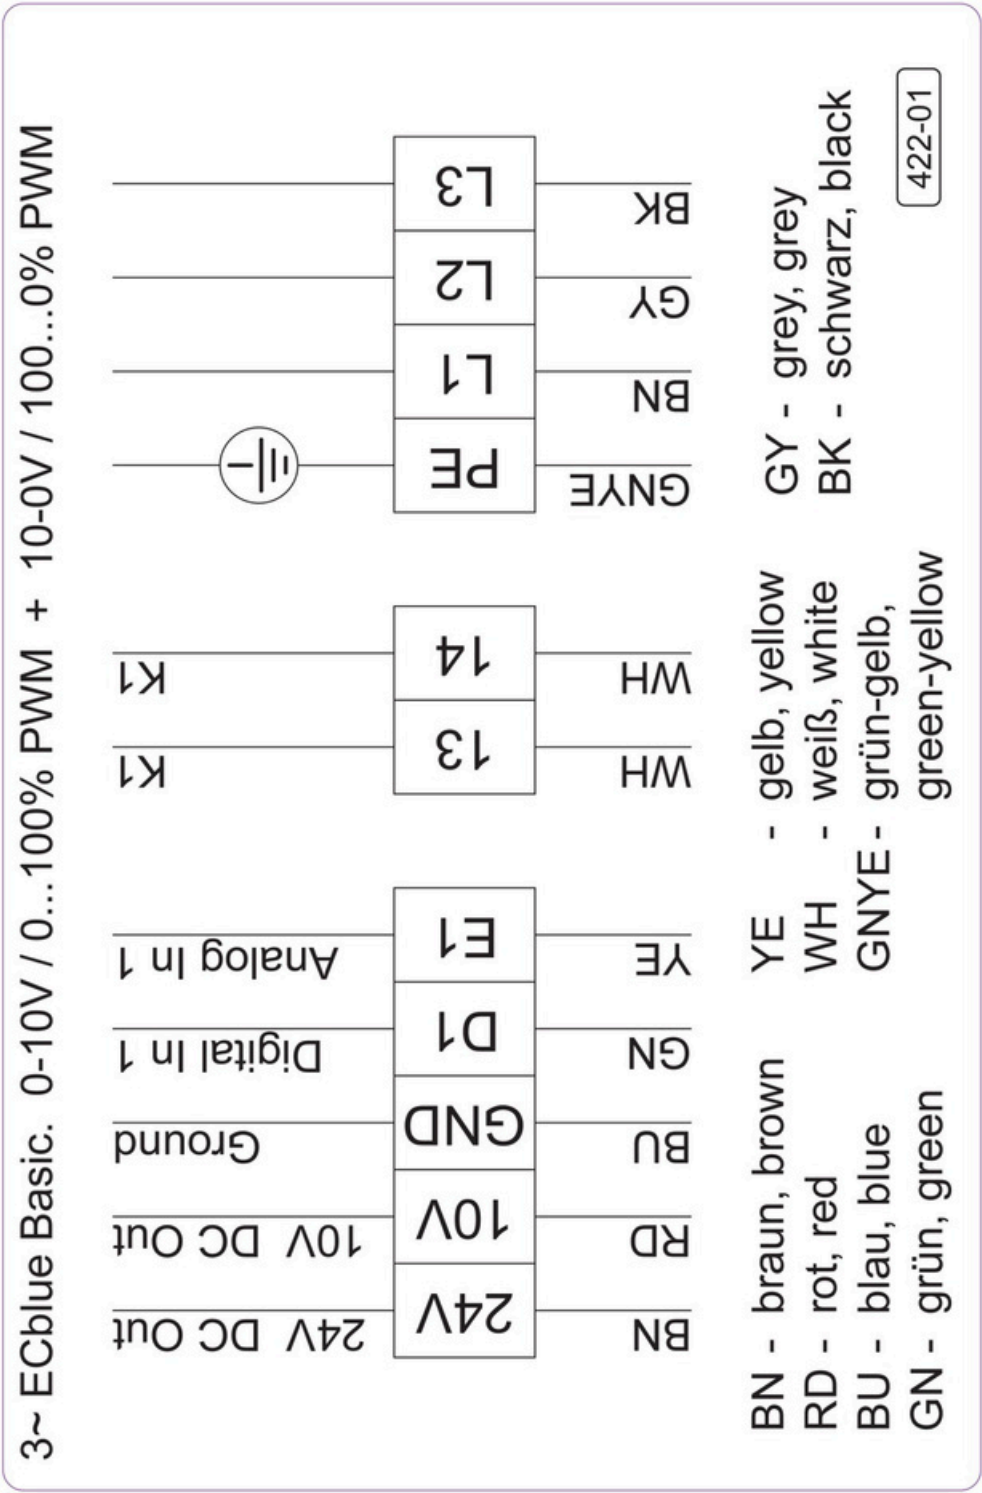 3~ ECblue Basic. 0-10V / 0...100% PWM + 10-0V / 100...0% PWM
24V DC Out
10V DC Out
Ground
Digital In 1
Analog In 1
K1
K1
24V
10V
GND
D1
E1
13
14
PE
L1
L2
L3
BN
RD
BU
GN
YE
WH
WH
GNYE
BN
GY
BK
BN - braun, brown
RD - rot, red
BU - blau, blue
GN - grün, green
YE - gelb, yellow
WH - weiß, white
GNYE - grün-gelb,
green-yellow
GY - grey, grey
BK - schwarz, black
422-01